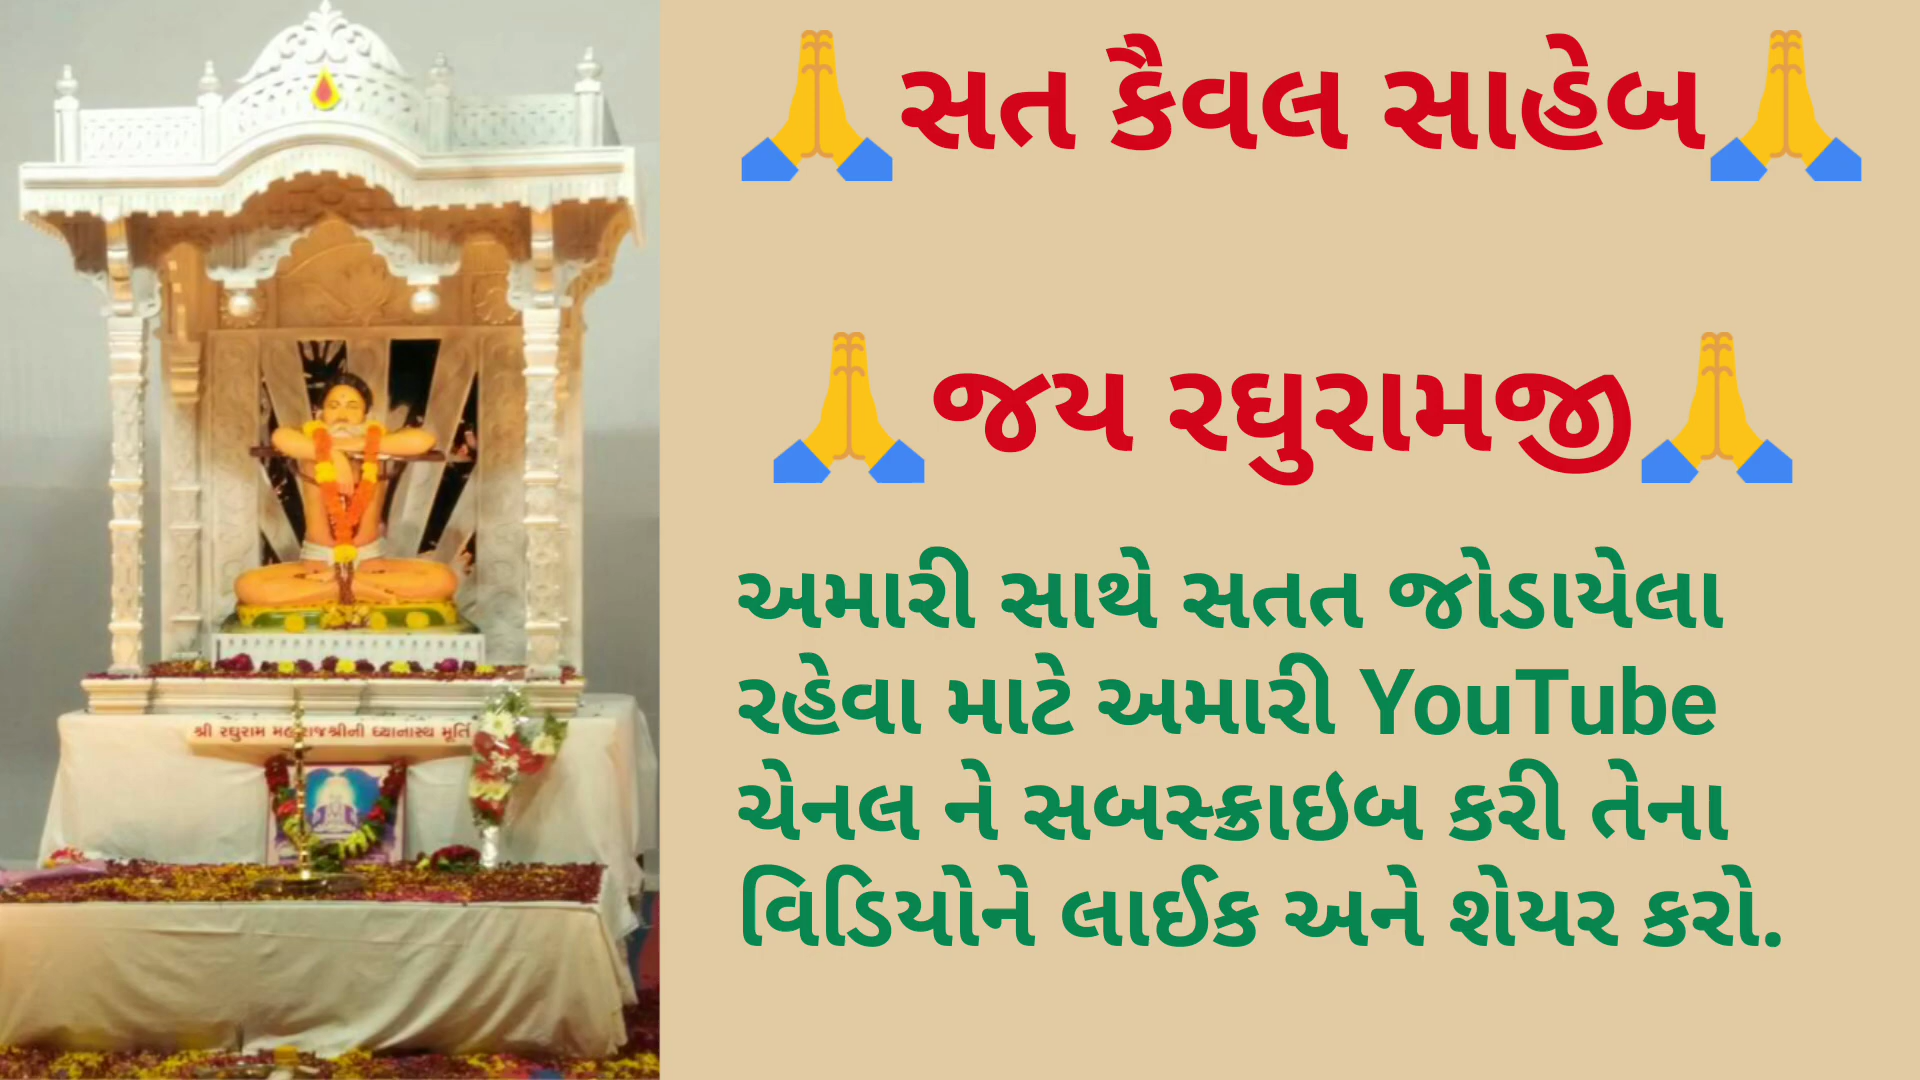 🙏સત કૈવલ સાહેબ🙏
🙏જય રઘુરામજી🙏
અમારી સાથે સતત જોડાયેલા
રહેવા માટે અમારી YouTube
ચેનલ ને સબસ્ક્રાઇબ કરી તેના
વિડિયોને લાઈક અને શેયર કરો.
શ્રી રઘુરામ મહારાજશ્રીની ધ્યાનાસ્થ મૂર્તિ